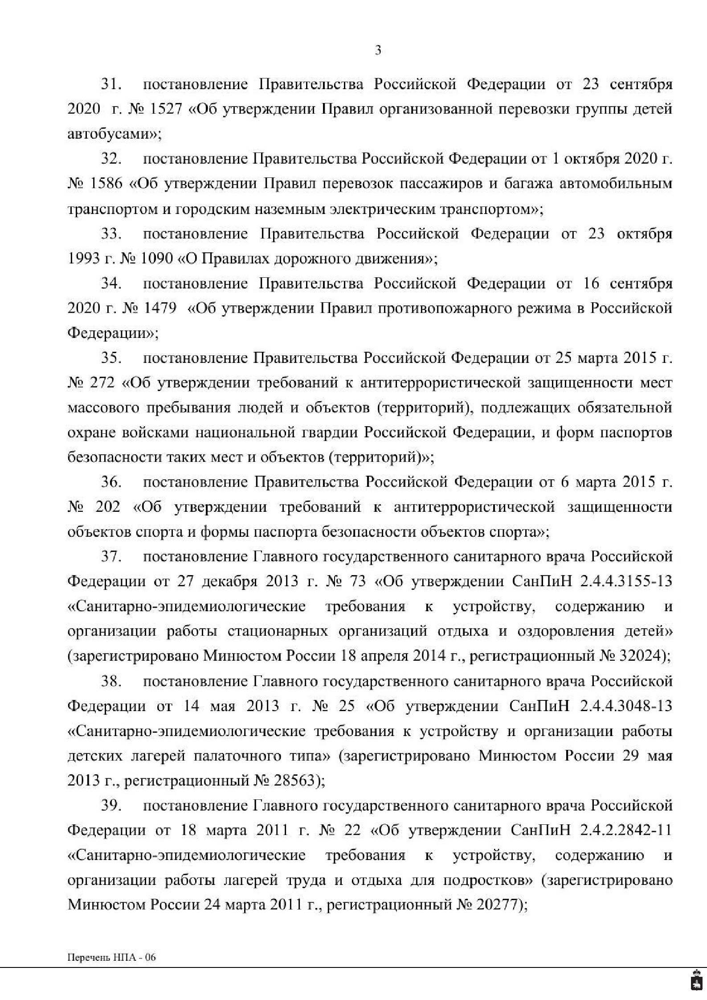 3
31. постановление Правительства Российской Федерации от 23 сентября
2020 г. № 1527 «Об утверждении Правил организованной перевозки группы детей
автобусами»;
32. постановление Правительства Российской Федерации от 1 октября 2020 г.
№ 1586 «Об утверждении Правил перевозок пассажиров и багажа автомобильным
транспортом и городским наземным электрическим транспортом»;
33. постановление Правительства Российской Федерации от 23 октября
1993 г. № 1090 «О Правилах дорожного движения»;
34. постановление Правительства Российской Федерации от 16 сентября
2020 г. № 1479 «Об утверждении Правил противопожарного режима в Российской
Федерации»;
35. постановление Правительства Российской Федерации от 25 марта 2015 г.
№ 272 «Об утверждении требований к антитеррористической защищенности мест
массового пребывания людей и объектов (территорий), подлежащих обязательной
охране войсками национальной гвардии Российской Федерации, и форм паспортов
безопасности таких мест и объектов (территорий)»;
36. постановление Правительства Российской Федерации от 6 марта 2015 г.
№ 202 «Об утверждении требований к антитеррористической защищенности
объектов спорта и формы паспорта безопасности объектов спорта»;
37. постановление Главного государственного санитарного врача Российской
Федерации от 27 декабря 2013 г. № 73 «Об утверждении СанПиН 2.4.4.3155-13
«Санитарно-эпидемиологические требования к устройству, содержанию и
организации работы стационарных организаций отдыха и оздоровления детей»
(зарегистрировано Минюстом России 18 апреля 2014 г., регистрационный № 32024);
38. постановление Главного государственного санитарного врача Российской
Федерации от 14 мая 2013 г. № 25 «Об утверждении СанПиН 2.4.4.3048-13
«Санитарно-эпидемиологические требования к устройству и организации работы
детских лагерей палаточного типа» (зарегистрировано Минюстом России 29 мая
2013 г., регистрационный № 28563);
39. постановление Главного государственного санитарного врача Российской
Федерации от 18 марта 2011 г. № 22 «Об утверждении СанПиН 2.4.2.2842-11
«Санитарно-эпидемиологические требования к устройству, содержанию и
организации работы лагерей труда и отдыха для подростков» (зарегистрировано
Минюстом России 24 марта 2011 г., регистрационный № 20277);
Перечень НПА - 06